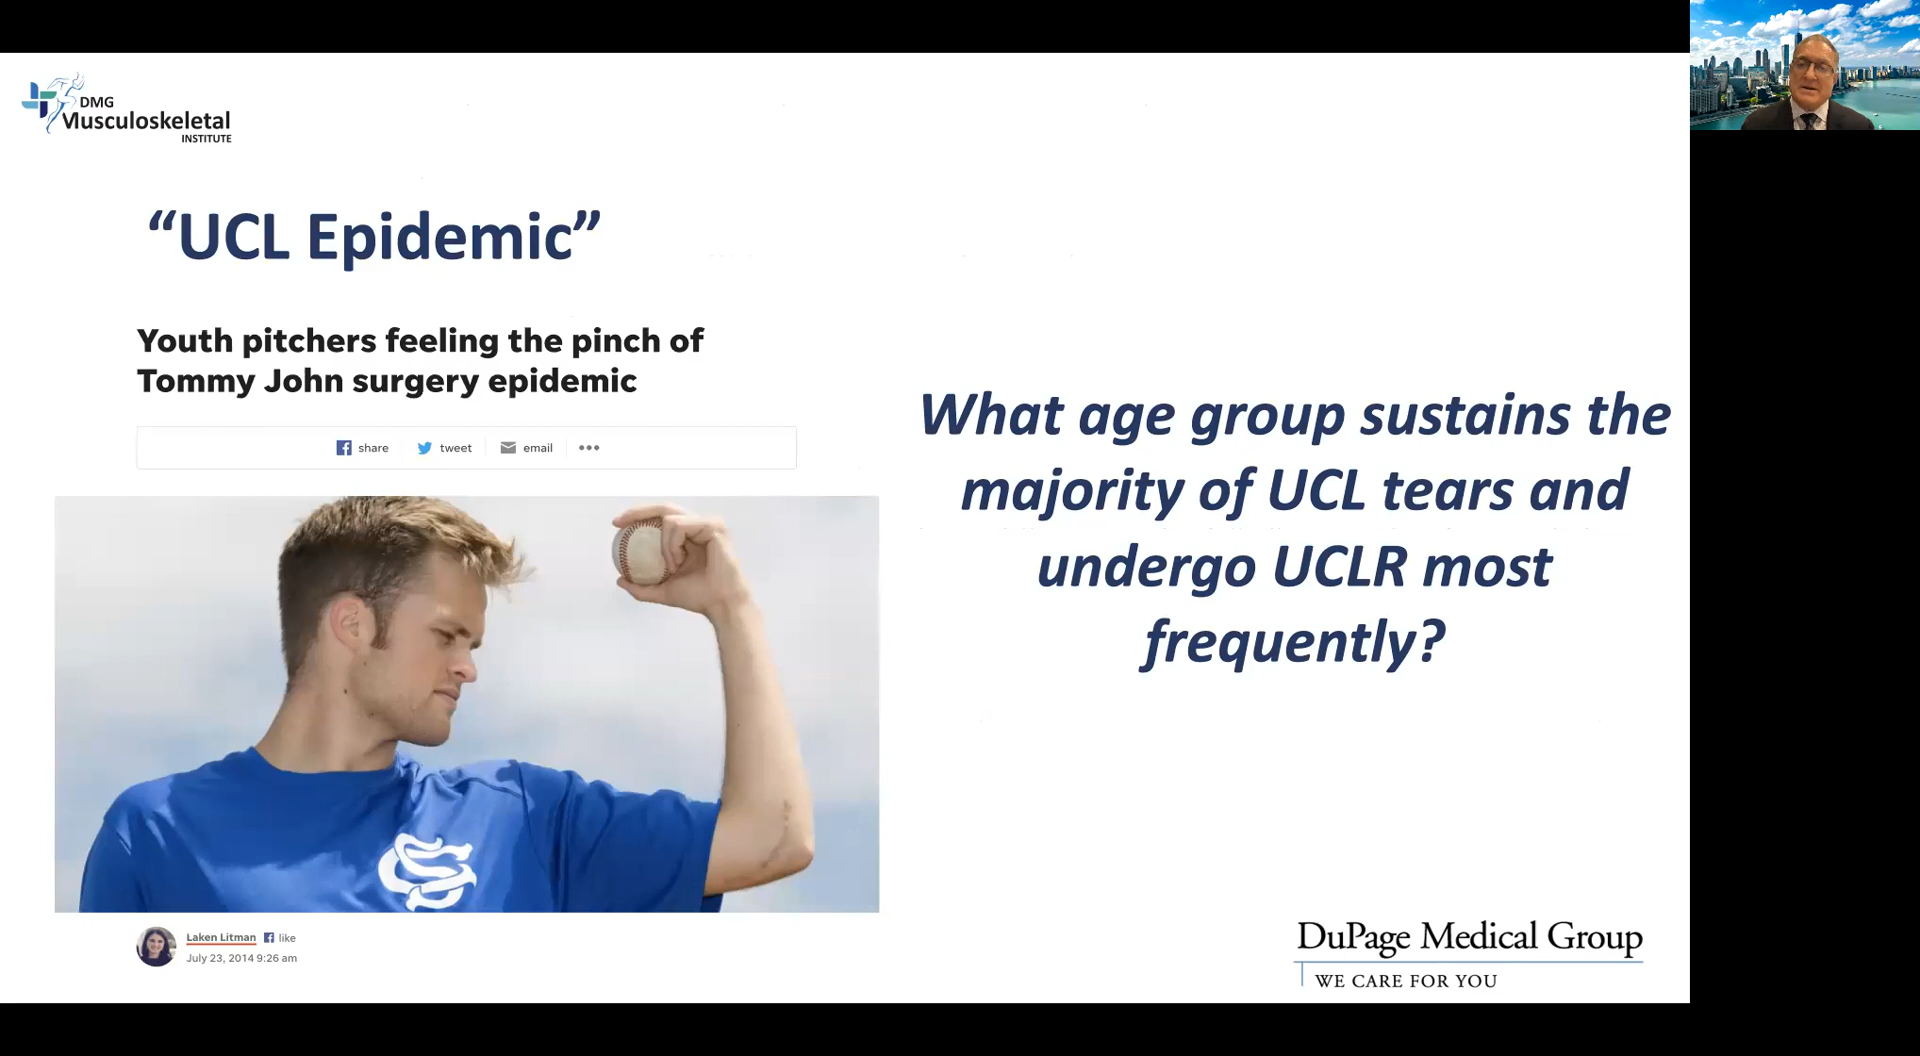 DMG
Musculoskeletal
INSTITUTE
“UCL Epidemic”
Youth pitchers feeling the pinch of
Tommy John surgery epidemic
share tweet email
What age group sustains the
majority of UCL tears and
undergo UCLR most
frequently?
Laken Litman like
July 23, 2014 9:26 am
DuPage Medical Group
WE CARE FOR YOU